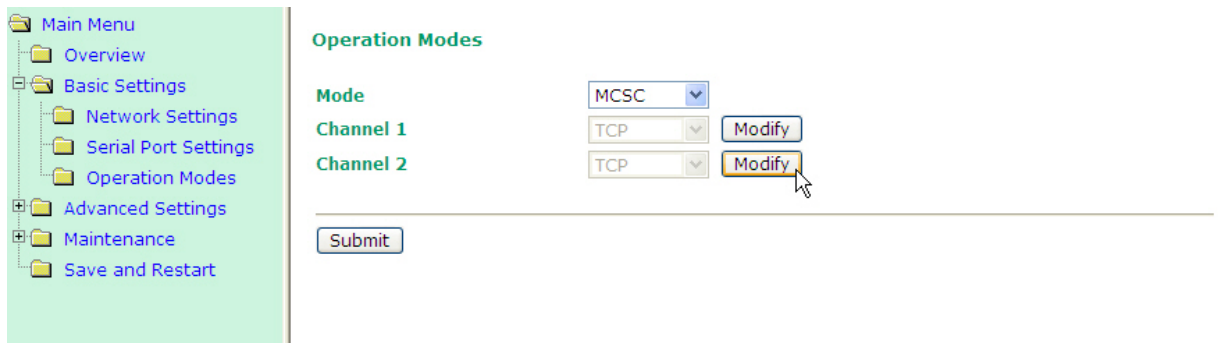 Main Menu
Overview
Basic Settings
Network Settings
Serial Port Settings
Operation Modes
Advanced Settings
Maintenance
Save and Restart
Operation Modes
Mode MCSC
Channel 1 TCP Modify
Channel 2 TCP Modify
Submit